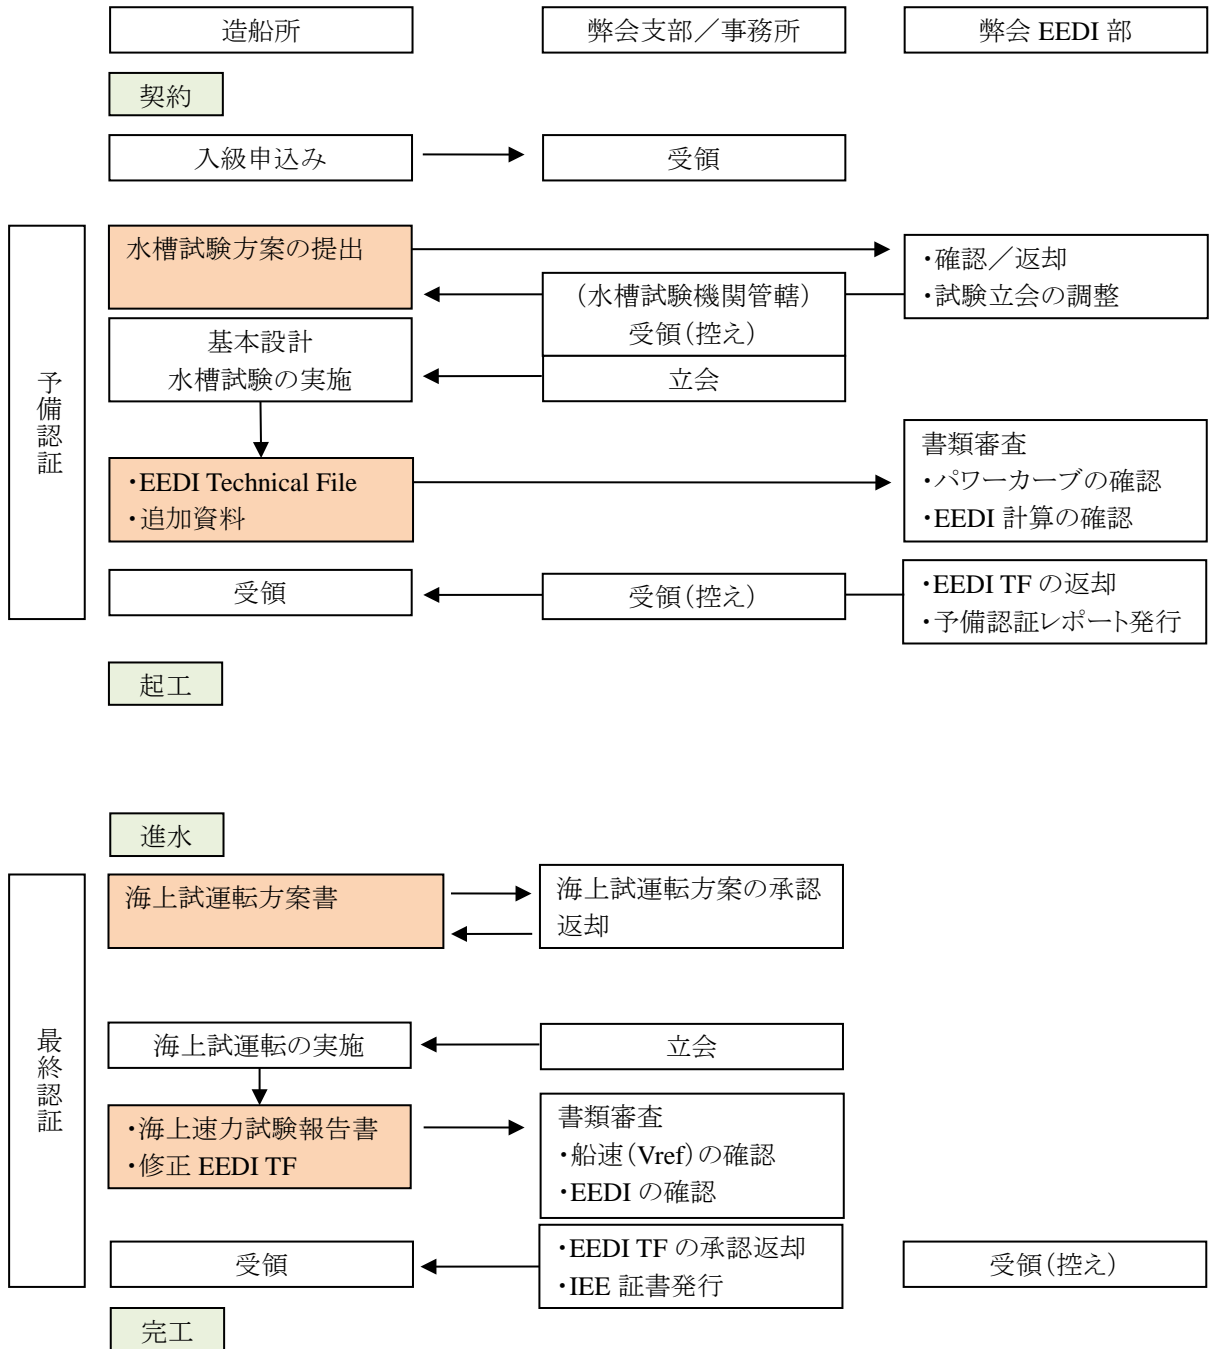 造船所
弊会支部／事務所
弊会 EEDI 部
契約
入級申込み
受領
予備認証
水槽試験方案の提出
・確認／返却
・試験立会の調整
（水槽試験機関管轄）
受領（控え）
基本設計
水槽試験の実施
立会
・EEDI Technical File
・追加資料
書類審査
・パワーカーブの確認
・EEDI 計算の確認
受領
受領（控え）
・EEDI TF の返却
・予備認証レポート発行
起工
進水
最終認証
海上試運転方案書
海上試運転方案の承認
返却
海上試運転の実施
立会
・海上速力試験報告書
・修正 EEDI TF
書類審査
・船速（Vref）の確認
・EEDI の確認
受領
・EEDI TF の承認返却
・IEE 証書発行
受領（控え）
完工